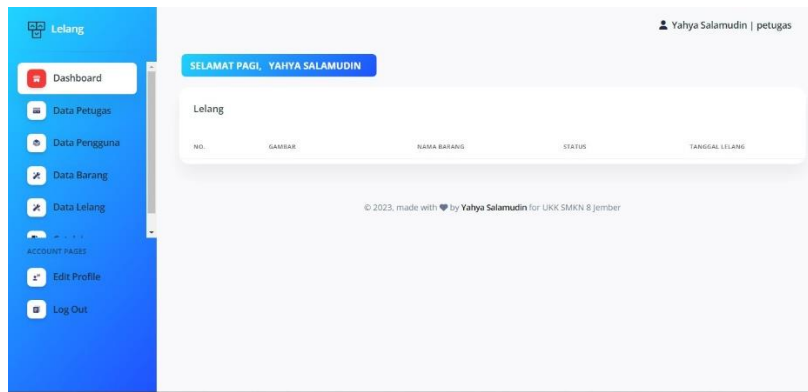 Lelang
Yahya Salamudin | petugas
Dashboard
Data Petugas
Data Pengguna
Data Barang
Data Lelang
ACCOUNT PAGES
Edit Profile
Log Out
SELAMAT PAGI, YAHYA SALAMUDIN
Lelang
NO. GAMBAR NAMA BARANG STATUS TANGGAL LELANG
© 2023, made with by Yahya Salamudin for UKK SMKN 8 Jember